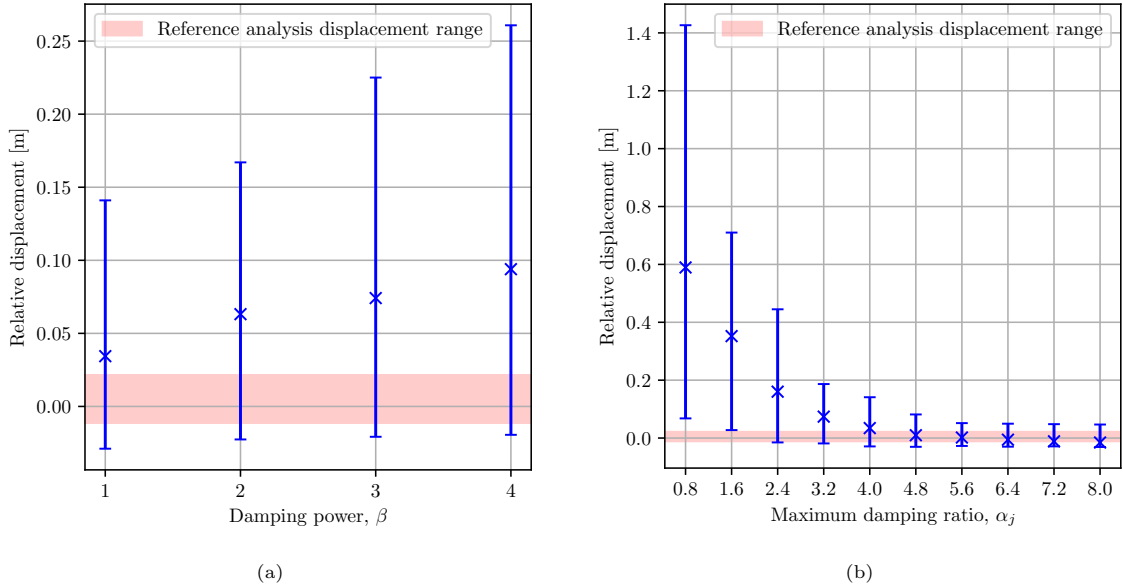 Reference analysis displacement range
0.25
0.20
0.15
0.10
0.05
0.00
Relative displacement [m]
1 2 3 4
Damping power, β
(a)
Reference analysis displacement range
1.4
1.2
1.0
0.8
0.6
0.4
0.2
0.0
Relative displacement [m]
0.8 1.6 2.4 3.2 4.0 4.8 5.6 6.4 7.2 8.0
Maximum damping ratio, α_j
(b)